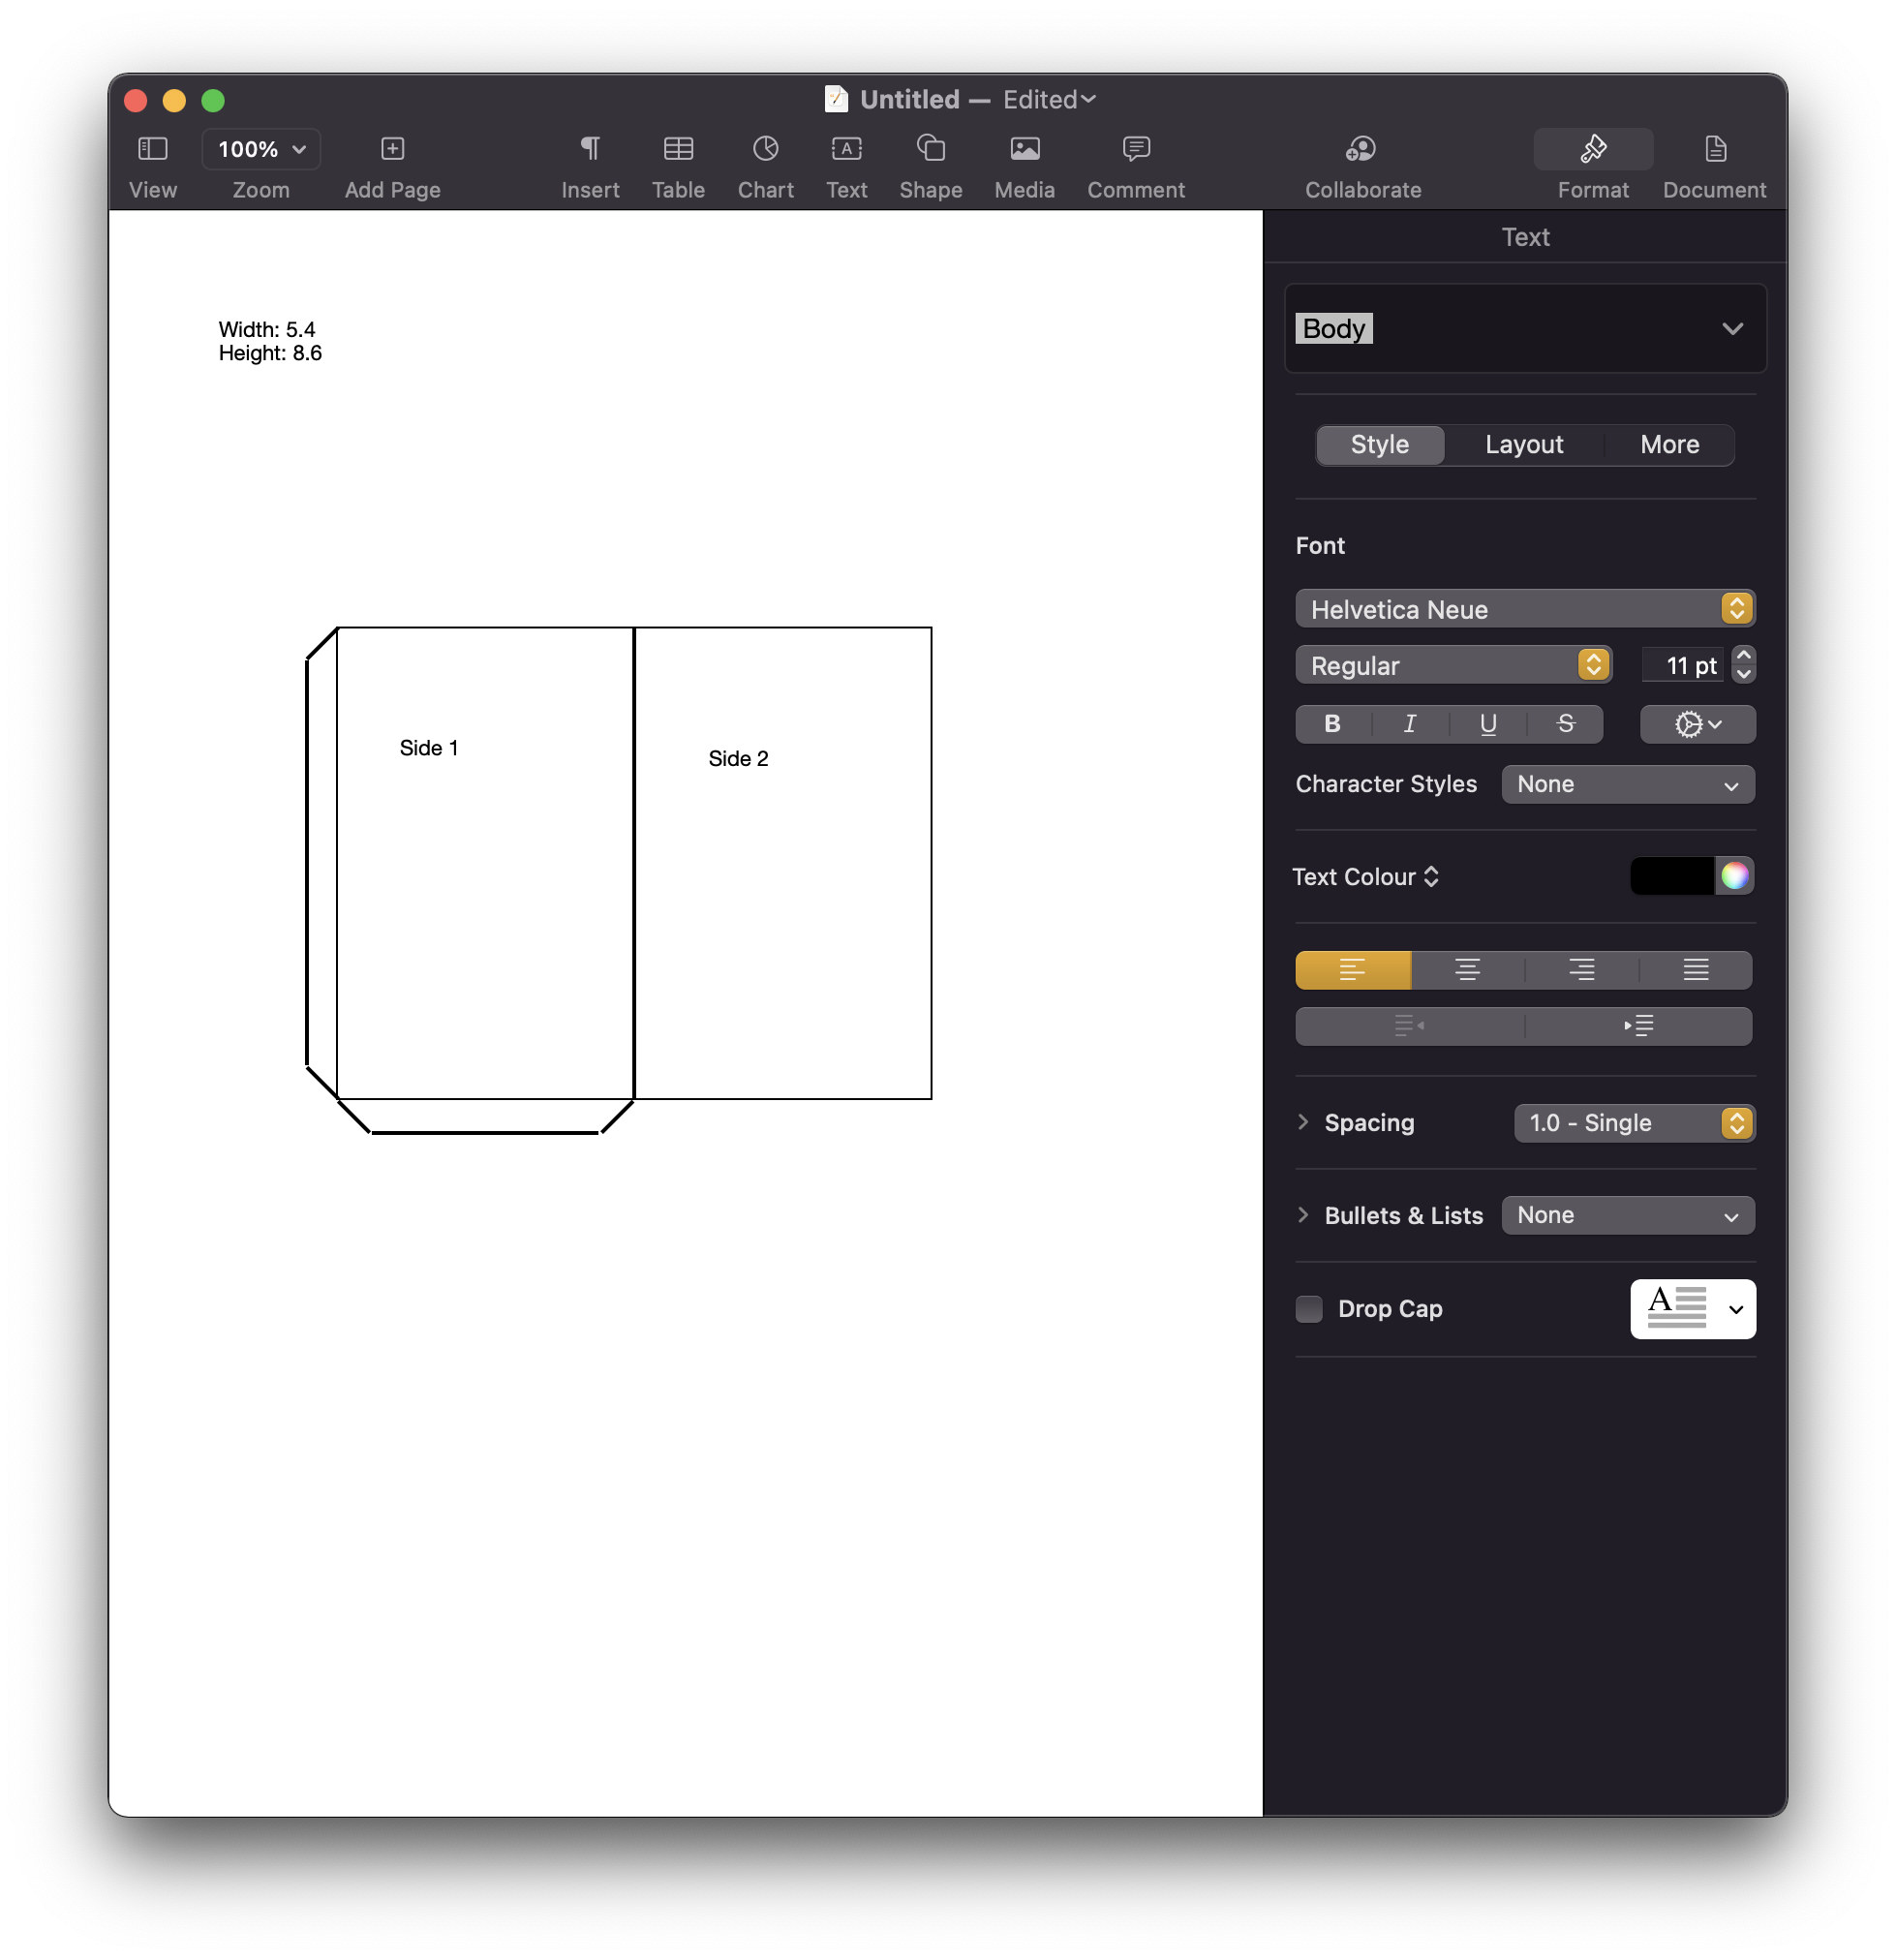 Untitled — Edited
100%
View
Zoom
Add Page
Insert
Table
Chart
Text
Shape
Media
Comment
Collaborate
Format
Document
Width: 5.4
Height: 8.6
Side 1
Side 2
Text
Body
Style
Layout
More
Font
Helvetica Neue
Regular
11 pt
B I U S
Character Styles
None
Text Colour
Spacing
1.0 - Single
Bullets & Lists
None
Drop Cap
A